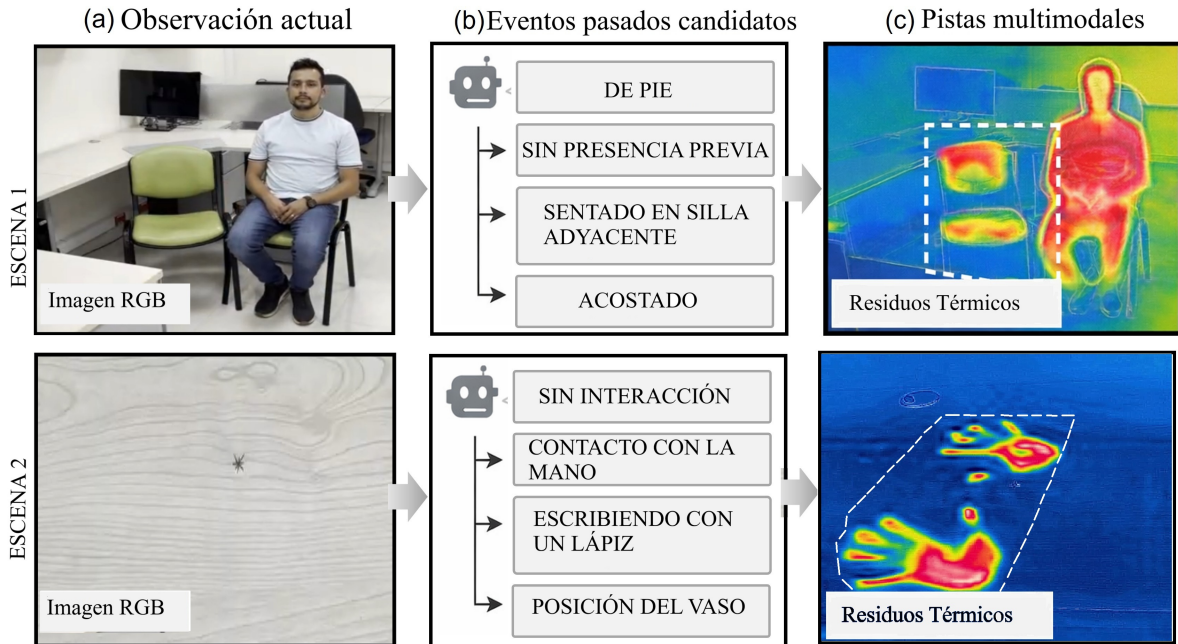 (a) Observación actual
(b) Eventos pasados candidatos
(c) Pistas multimodales
ESCENA 1
Imagen RGB
DE PIE
SIN PRESENCIA PREVIA
SENTADO EN SILLA
ADYACENTE
ACOSTADO
Residuos Térmicos
ESCENA 2
Imagen RGB
SIN INTERACCIÓN
CONTACTO CON LA
MANO
ESCRIBIENDO CON
UN LÁPIZ
POSICIÓN DEL VASO
Residuos Térmicos